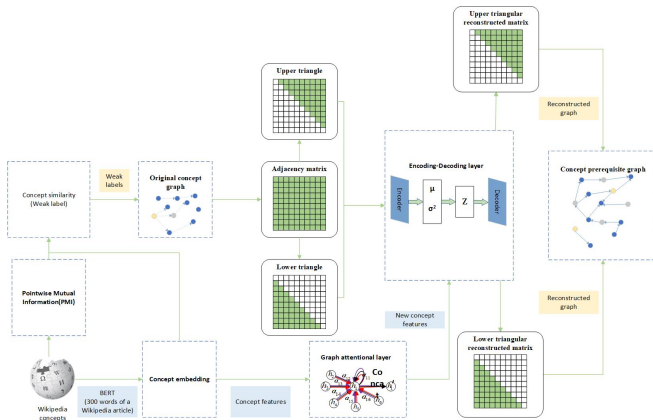 Upper triangular
reconstructed matrix
Upper triangle
Reconstructed
graph
Weak
labels
Original concept
graph
Adjacency matrix
Encoding-Decoding layer
Concept prerequisite graph
Concept similarity
(Weak label)
Encoder
μ
σ²
Z
Decoder
Lower triangle
Pointwise Mutual
Information(PMI)
New concept
features
Reconstructed
graph
Lower triangular
reconstructed matrix
Graph attentional layer
Co
nca
BERT
(300 words of a
Wikipedia article)
Concept embedding
Concept features
Wikipedia
concepts